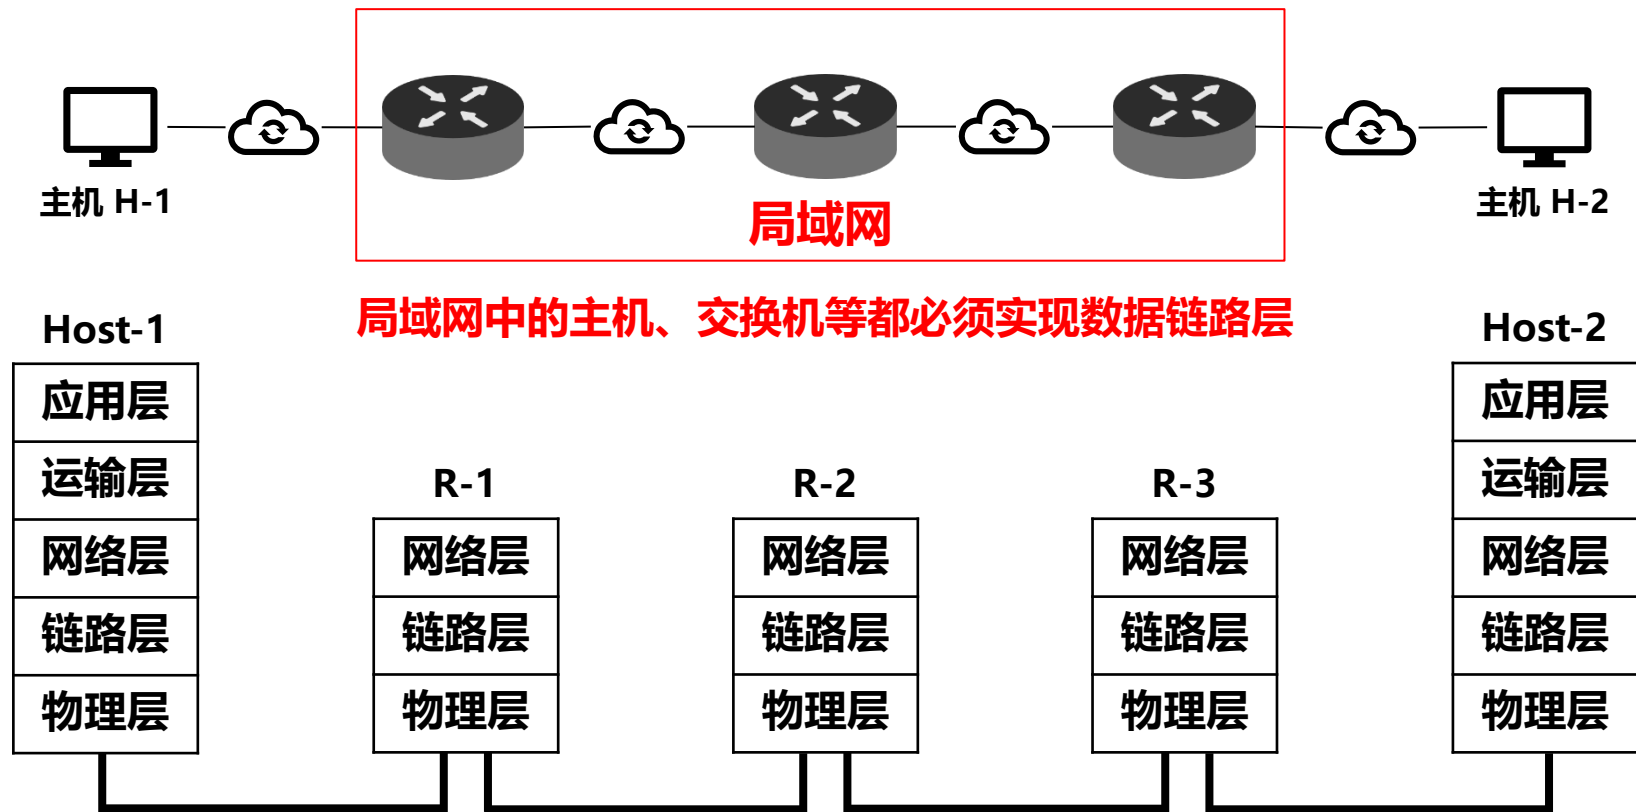 主机 H-1
主机 H-2
局域网
局域网中的主机、交换机等都必须实现数据链路层
Host-1
应用层
运输层
网络层
链路层
物理层
R-1
网络层
链路层
物理层
R-2
网络层
链路层
物理层
R-3
网络层
链路层
物理层
Host-2
应用层
运输层
网络层
链路层
物理层